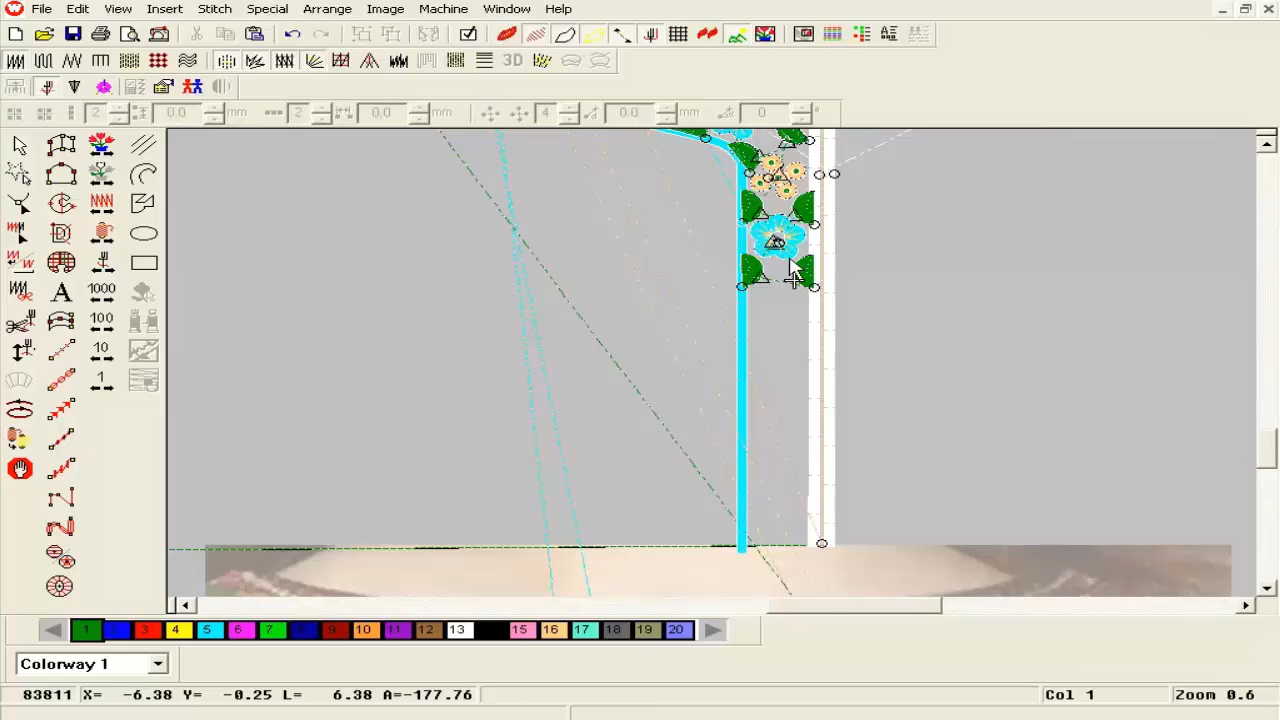 File Edit View Insert Stitch Special Arrange Image Machine Window Help
3D
2 0.0 mm 2 0.0 mm 4 0.0 mm 0 °
1000
A 100
10
1
1 2 3 4 5 6 7 8 9 10 11 12 13 15 16 17 18 19 20
Colorway 1
83811 X= -6.38 Y= -0.25 L= 6.38 A=-177.76 Col 1 Zoom 0.6